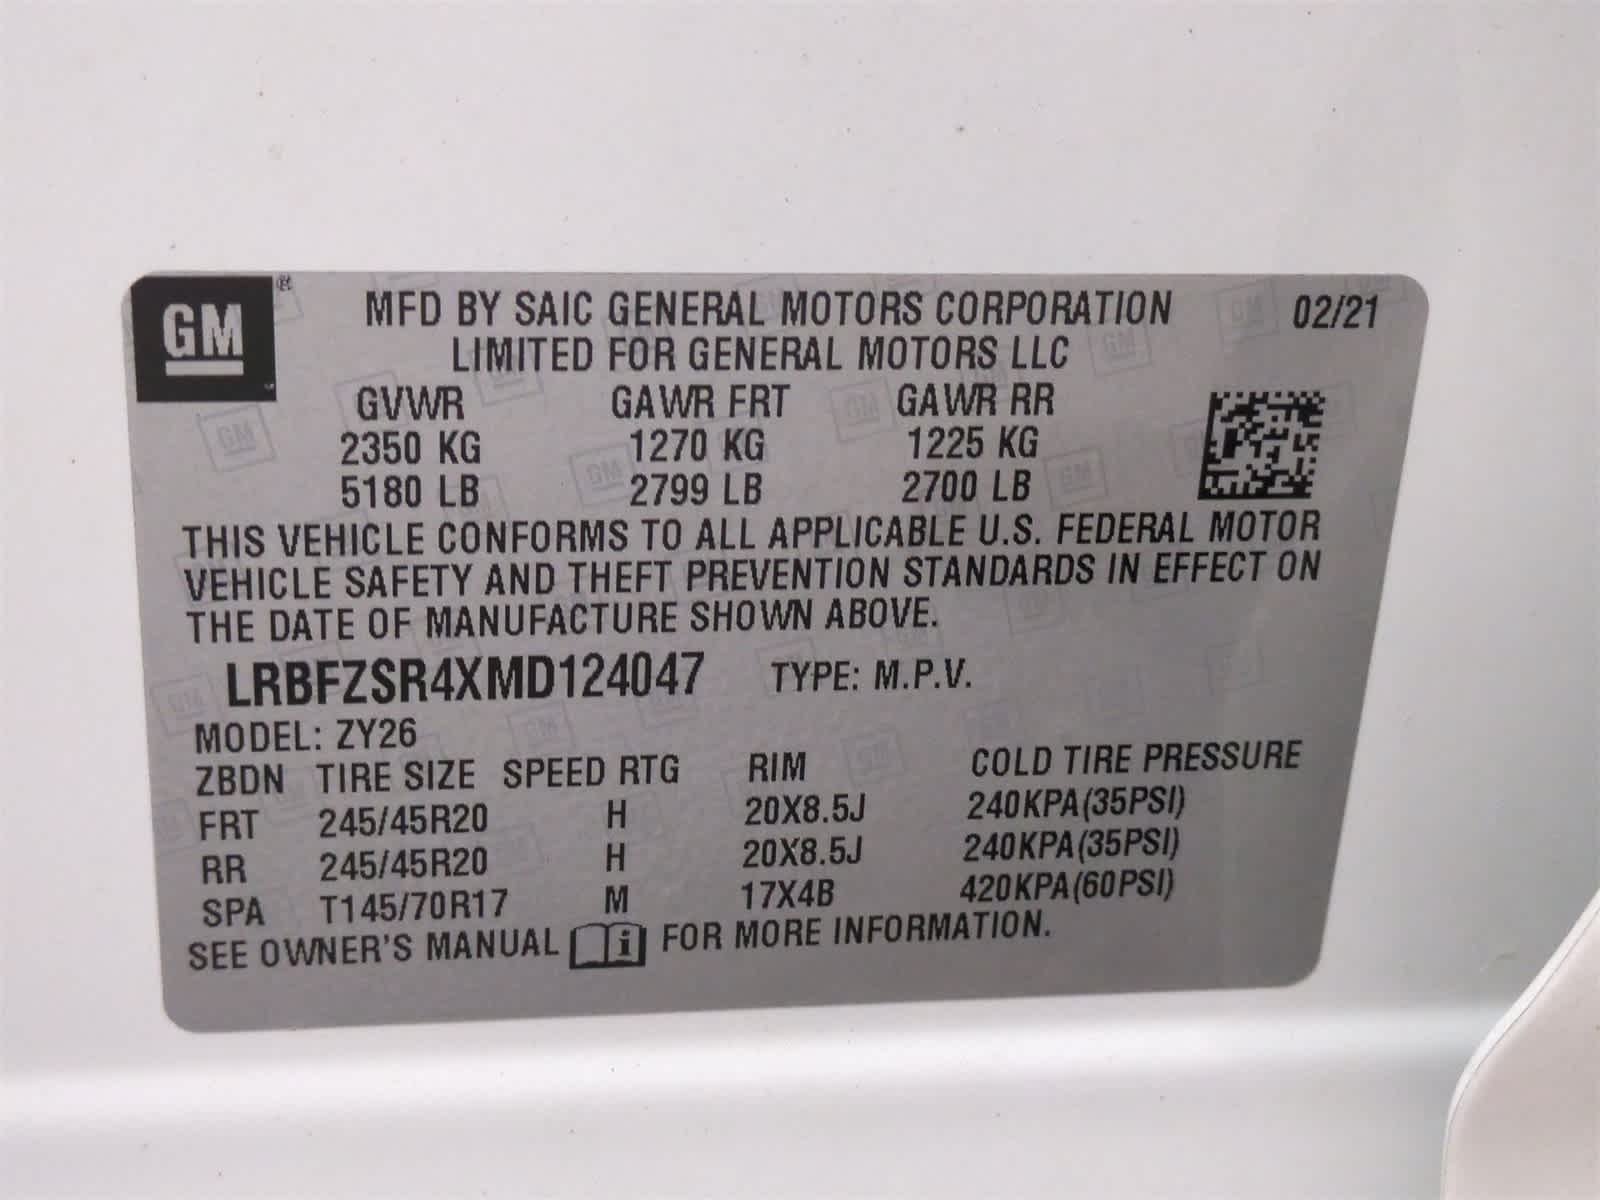 GM ®
MFD BY SAIC GENERAL MOTORS CORPORATION 02/21
LIMITED FOR GENERAL MOTORS LLC
GVWR GAWR FRT GAWR RR
2350 KG 1270 KG 1225 KG
5180 LB 2799 LB 2700 LB
THIS VEHICLE CONFORMS TO ALL APPLICABLE U.S. FEDERAL MOTOR
VEHICLE SAFETY AND THEFT PREVENTION STANDARDS IN EFFECT ON
THE DATE OF MANUFACTURE SHOWN ABOVE.
LRBFZSR4XMD124047 TYPE: M.P.V.
MODEL: ZY26
ZBDN TIRE SIZE SPEED RTG RIM COLD TIRE PRESSURE
FRT 245/45R20 H 20X8.5J 240KPA(35PSI)
RR 245/45R20 H 20X8.5J 240KPA(35PSI)
SPA T145/70R17 M 17X4B 420KPA(60PSI)
SEE OWNER'S MANUAL i FOR MORE INFORMATION.